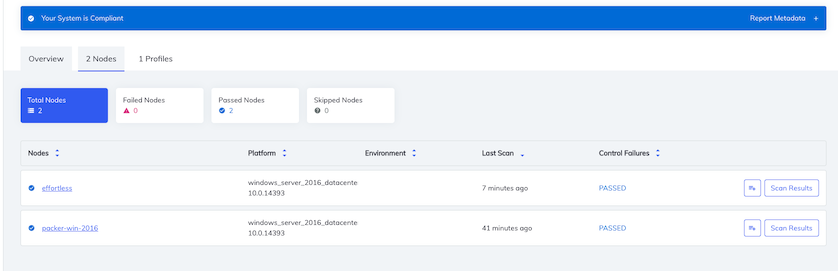 Your System is Compliant Report Metadata +
Overview 2 Nodes 1 Profiles
Total Nodes Failed Nodes Passed Nodes Skipped Nodes
2 0 2 0
Nodes Platform Environment Last Scan Control Failures
effortless windows_server_2016_datacente 7 minutes ago PASSED Scan Results
10.0.14393
packer-win-2016 windows_server_2016_datacente 41 minutes ago PASSED Scan Results
10.0.14393